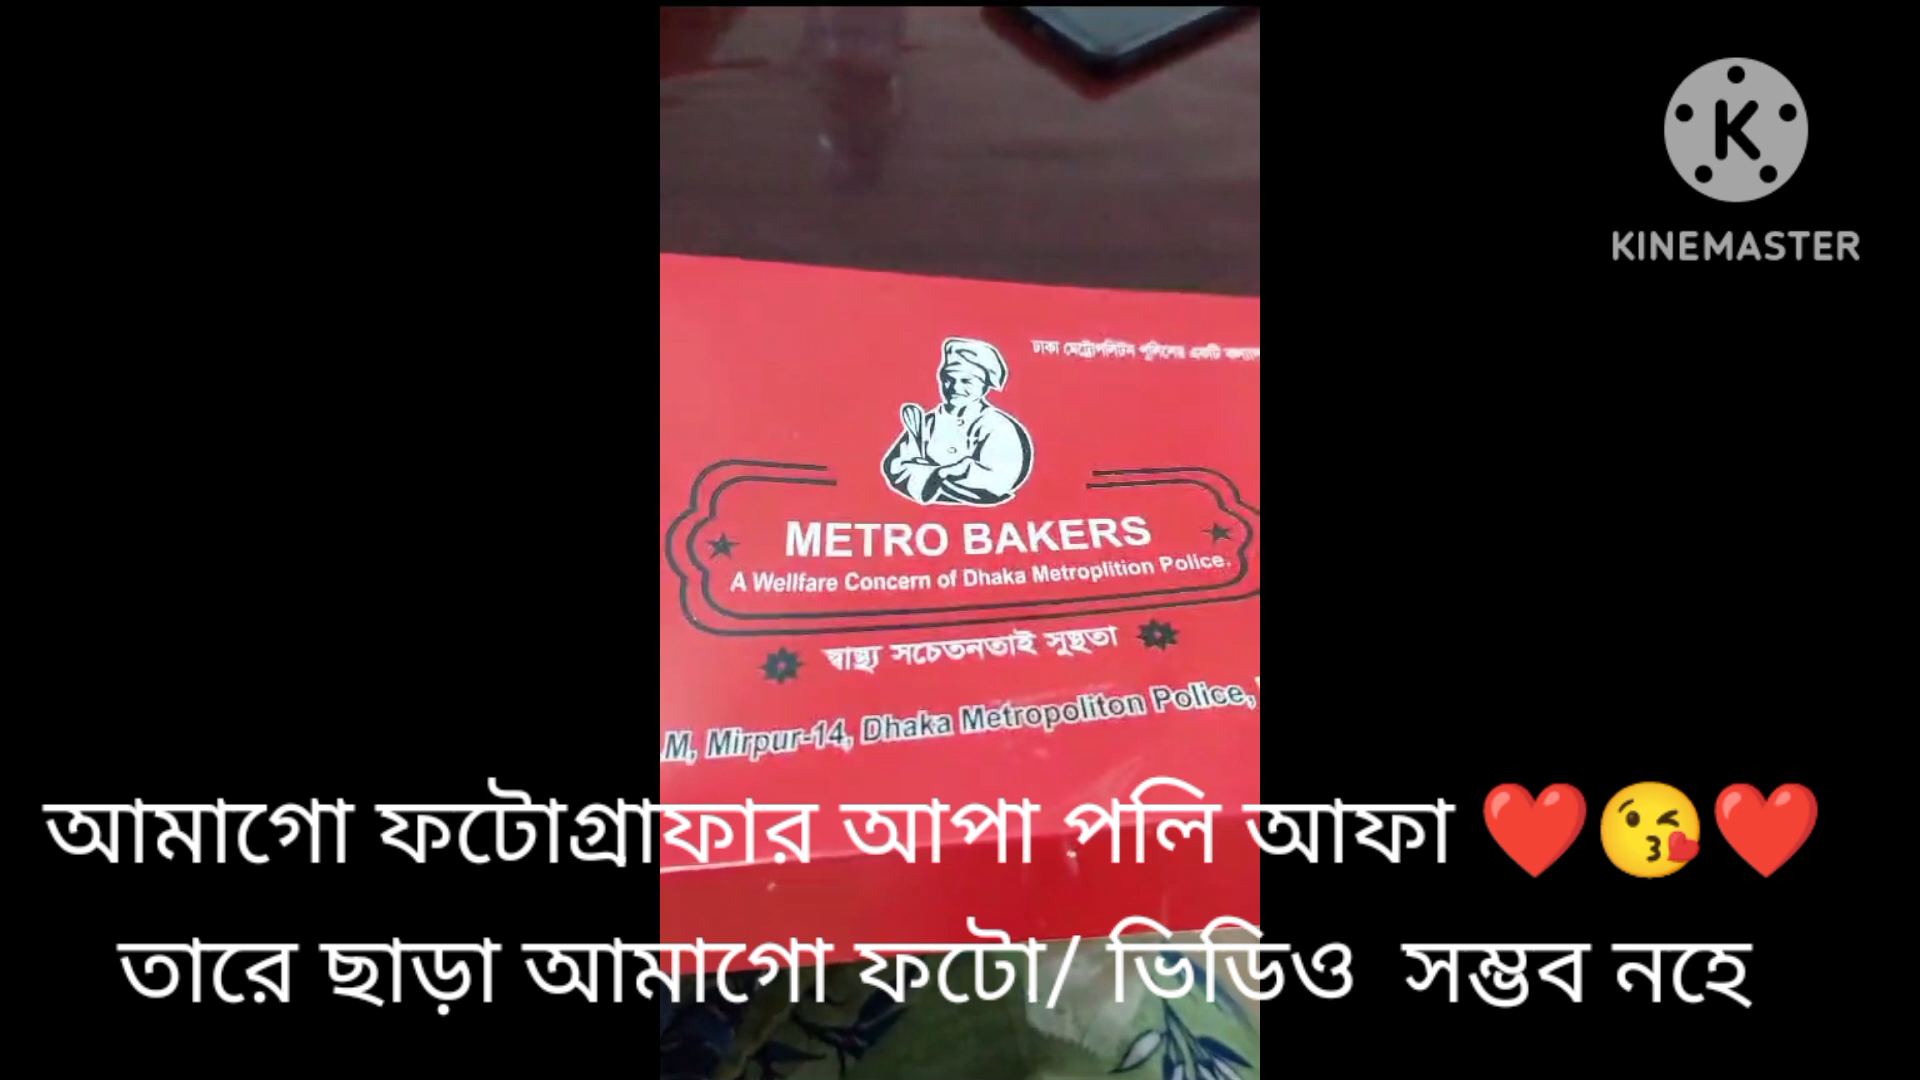 K
KINEMASTER
ঢাকা মেট্রোপলিটন পুলিশের একটি
METRO BAKERS
A Wellfare Concern of Dhaka Metroplition Police.
স্বাস্থ্য সচেতনতাই সুস্থতা
M, Mirpur-14, Dhaka Metropoliton Police,
আমাগো ফটোগ্রাফার আপা পলি আফা ❤️😘❤️
তারে ছাড়া আমাগো ফটো/ ভিডিও সম্ভব নহে